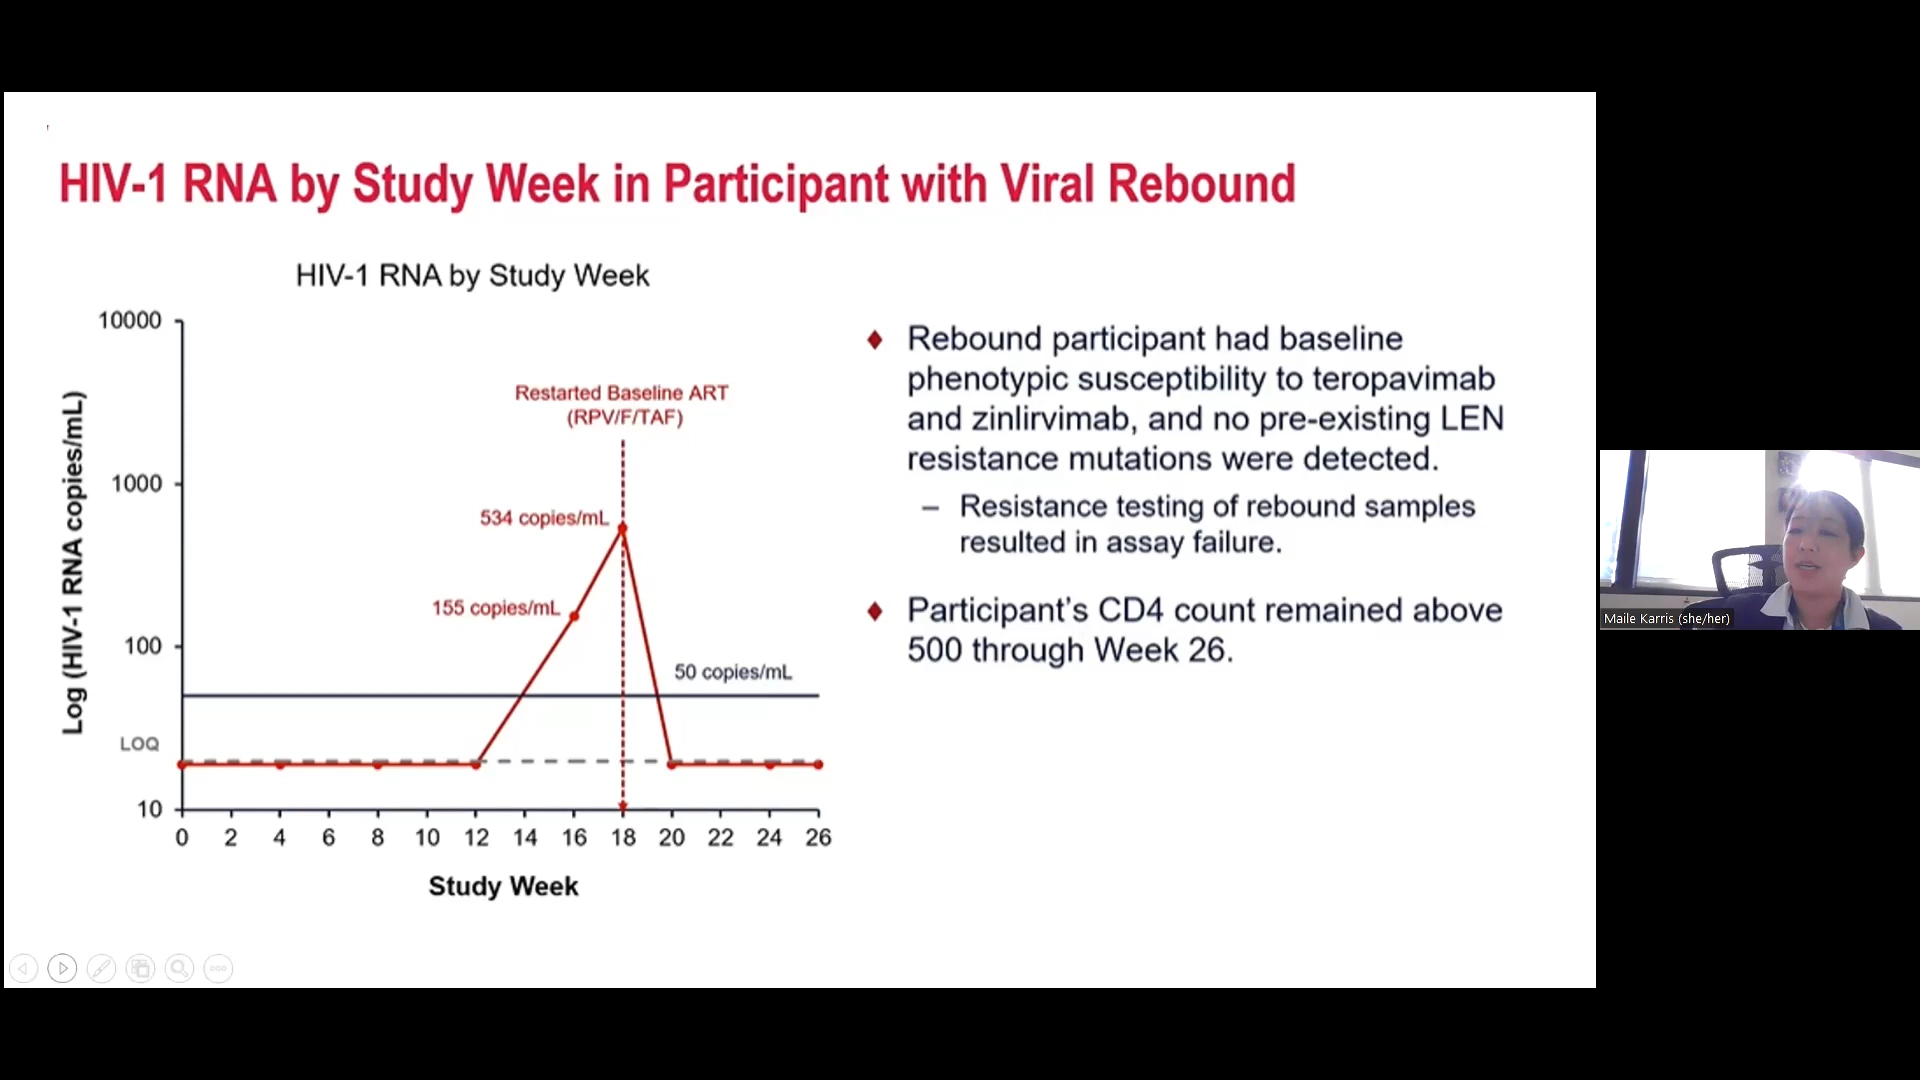 HIV-1 RNA by Study Week in Participant with Viral Rebound
HIV-1 RNA by Study Week
Log (HIV-1 RNA copies/mL)
10000
1000
100
LOQ
10
Restarted Baseline ART
(RPV/F/TAF)
534 copies/mL
155 copies/mL
50 copies/mL
0 2 4 6 8 10 12 14 16 18 20 22 24 26
Study Week
Rebound participant had baseline
phenotypic susceptibility to teropavimab
and zinlirvimab, and no pre-existing LEN
resistance mutations were detected.
– Resistance testing of rebound samples
resulted in assay failure.
Participant’s CD4 count remained above
500 through Week 26.
Maile Karris (she/her)